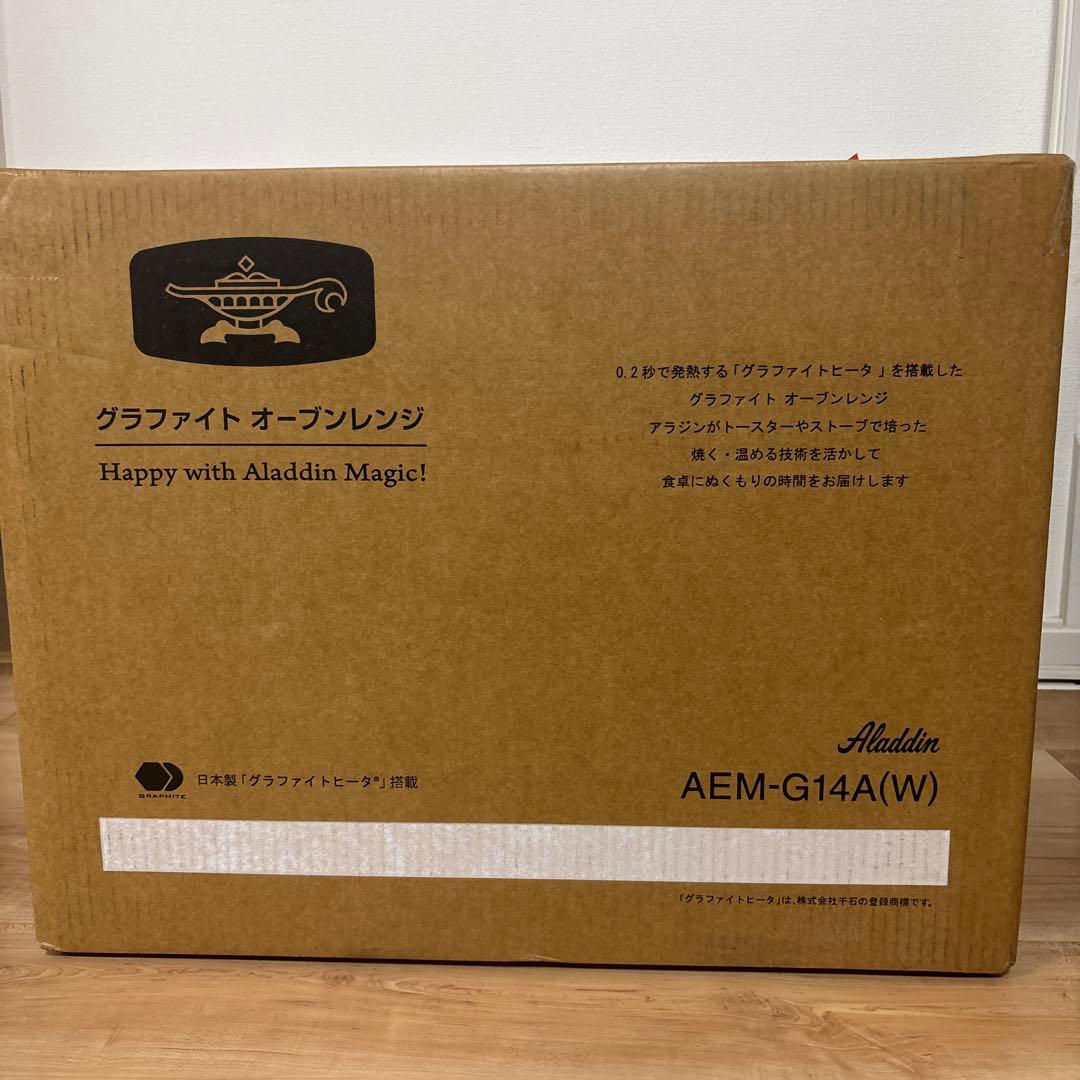 グラファイト オーブンレンジ
Happy with Aladdin Magic!
0.2秒で発熱する「グラファイトヒータ」を搭載した
グラファイト オーブンレンジ
アラジンがトースターやストーブで培った
焼く・温める技術を活かして
食卓にぬくもりの時間をお届けします
GRAPHITE
日本製「グラファイトヒータ®」搭載
Aladdin
AEM-G14A(W)
「グラファイトヒータ」は、株式会社千石の登録商標です。